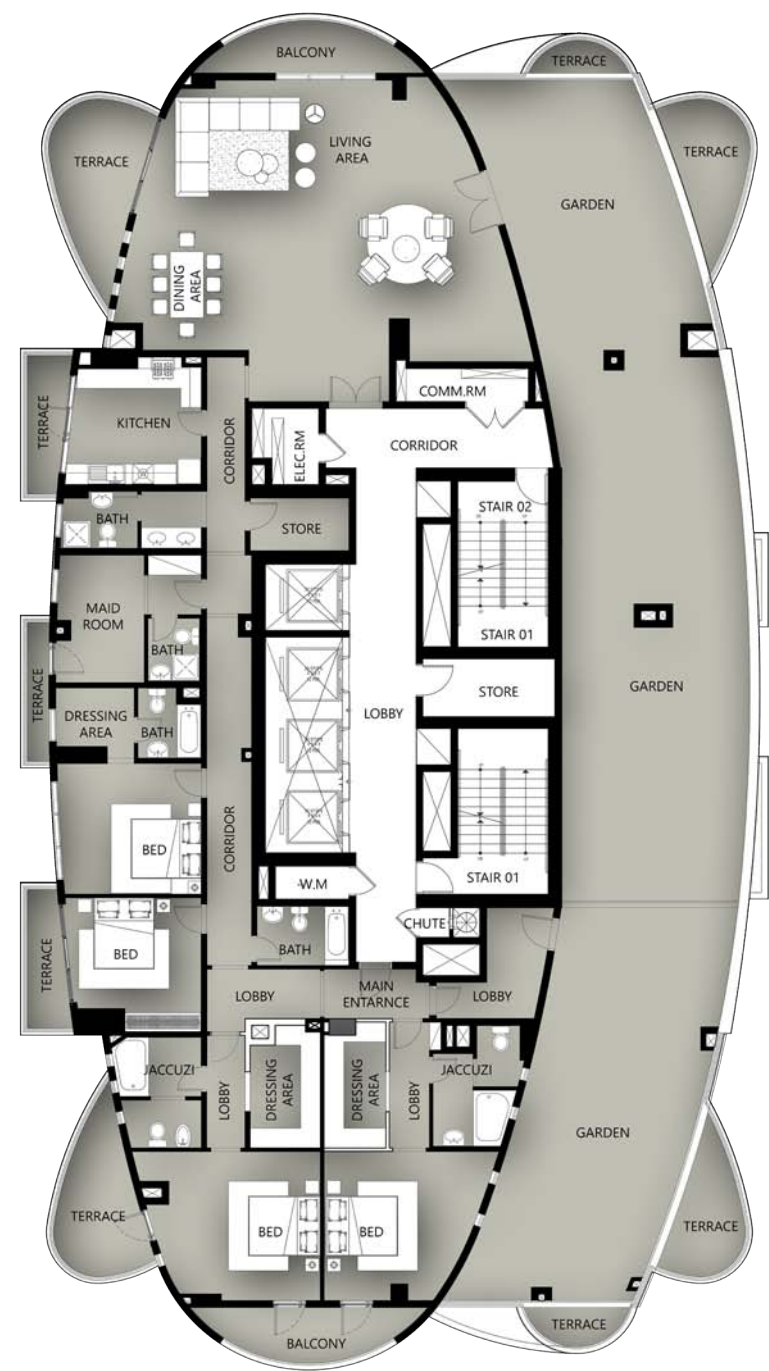 BALCONY
TERRACE
TERRACE
LIVING
AREA
TERRACE
GARDEN
DINING
AREA
COMM.RM
TERRACE
KITCHEN
CORRIDOR
ELEC.RM
CORRIDOR
STAIR 02
BATH
STORE
MAID
ROOM
STAIR 01
BATH
TERRACE
LOBBY
STORE
GARDEN
DRESSING
AREA
BATH
CORRIDOR
BED
STAIR 01
W.M
CHUTE
BED
TERRACE
BATH
LOBBY
MAIN
ENTARNCE
LOBBY
JACCUZI
LOBBY
DRESSING
AREA
DRESSING
AREA
LOBBY
JACCUZI
GARDEN
TERRACE
BED
BED
TERRACE
BALCONY
TERRACE